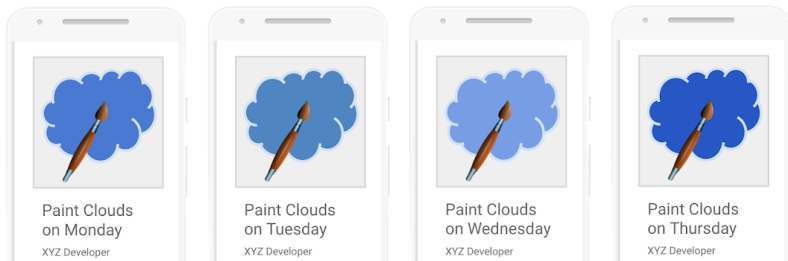 Paint Clouds
on Monday
XYZ Developer
Paint Clouds
on Tuesday
XYZ Developer
Paint Clouds
on Wednesday
XYZ Developer
Paint Clouds
on Thursday
XYZ Developer